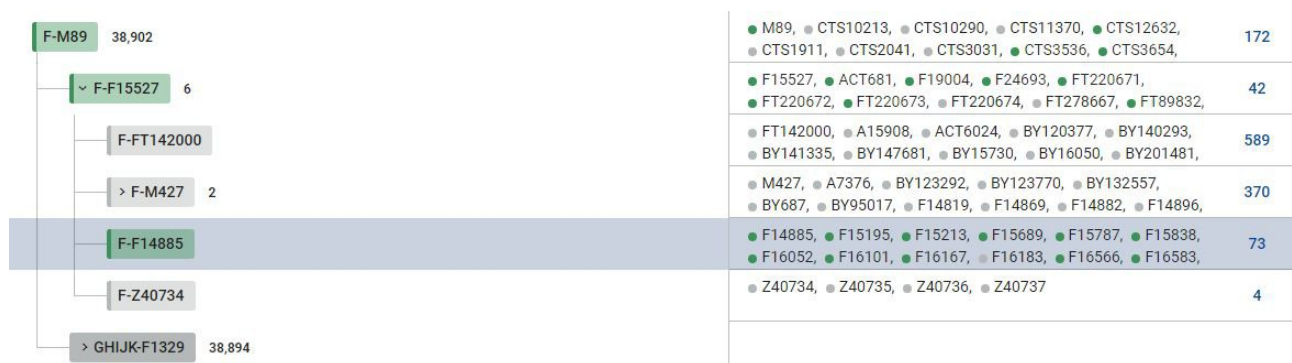 F-M89 38,902
M89, CTS10213, CTS10290, CTS11370, CTS12632,
CTS1911, CTS2041, CTS3031, CTS3536, CTS3654,
172
F-F15527 6
F15527, ACT681, F19004, F24693, FT220671,
FT220672, FT220673, FT220674, FT278667, FT89832,
42
F-FT142000
FT142000, A15908, ACT6024, BY120377, BY140293,
BY141335, BY147681, BY15730, BY16050, BY201481,
589
F-M427 2
M427, A7376, BY123292, BY123770, BY132557,
BY687, BY95017, F14819, F14869, F14882, F14896,
370
F-F14885
F14885, F15195, F15213, F15689, F15787, F15838,
F16052, F16101, F16167, F16183, F16566, F16583,
73
F-Z40734
Z40734, Z40735, Z40736, Z40737
4
GHIJK-F1329 38,894